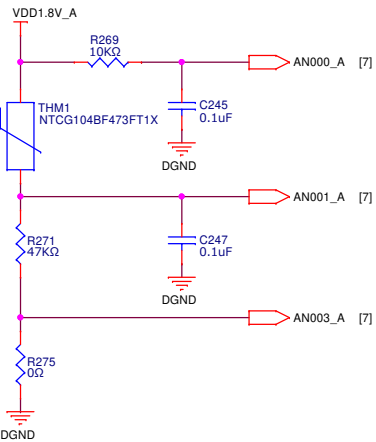 VDD1.8V_A
R269
10KΩ
AN000_A [7]
THM1
NTCG104BF473FT1X
C245
0.1uF
DGND
AN001_A [7]
R271
47KΩ
C247
0.1uF
DGND
AN003_A [7]
R275
0Ω
DGND